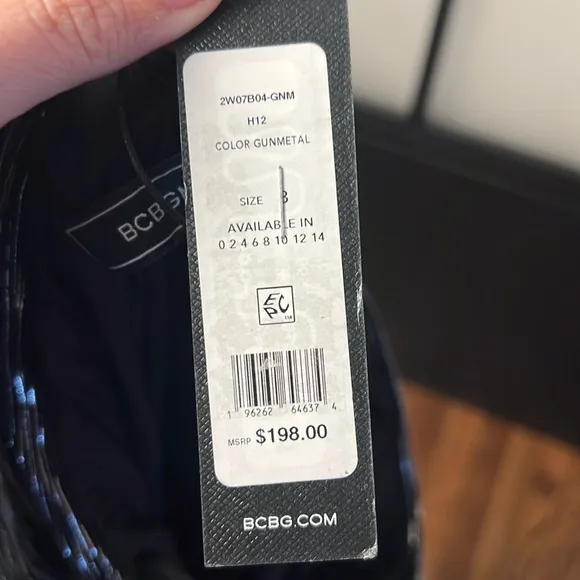 2W07B04-GNM
H12
COLOR GUNMETAL
SIZE 8
AVAILABLE IN
0 2 4 6 8 10 12 14
EPC
1 96262 64637 4
MSRP $198.00
BCBG.COM
BCBG